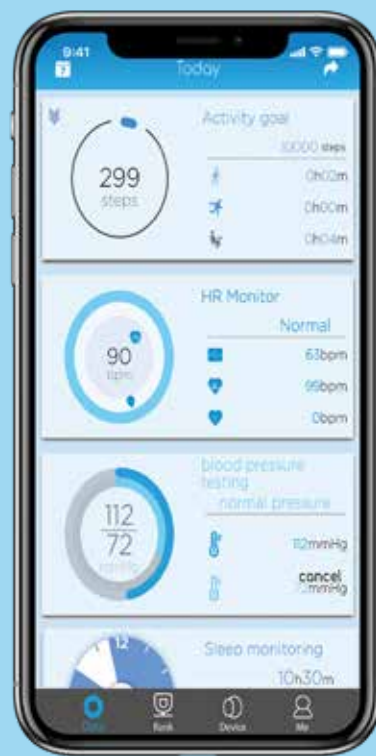 9:41
7
Today
Activity goal
10000 steps
299
steps
0h02m
0h00m
0h04m
HR Monitor
Normal
90
bpm
63bpm
99bpm
0bpm
blood pressure
testing
normal pressure
112
72
mmHg
112mmHg
cancel
mmHg
Sleep monitoring
12
10h30m
Data
Rank
Device
Me